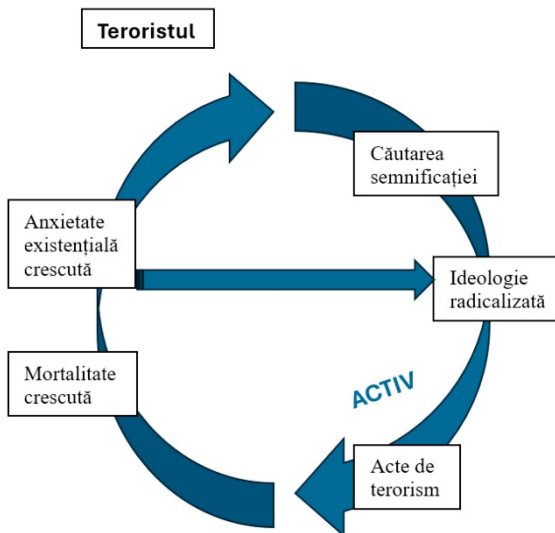 Teroristul
Căutarea
semnificației
Anxietate
existențială
crescută
Ideologie
radicalizată
Mortalitate
crescută
ACTIV
Acte de
terorism